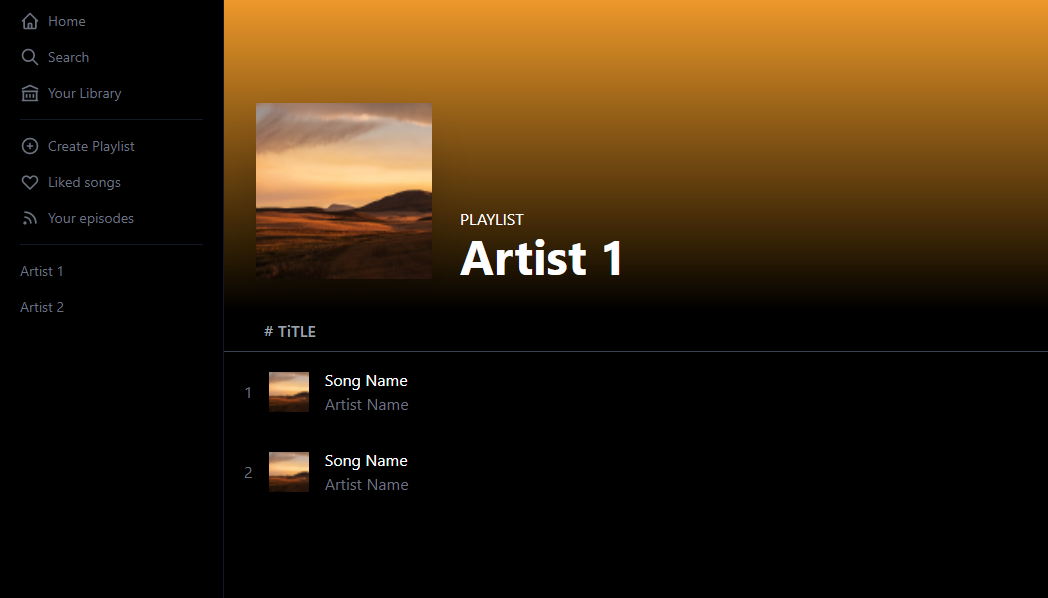 Home
Search
Your Library
Create Playlist
Liked songs
Your episodes
Artist 1
Artist 2
PLAYLIST
Artist 1
# TiTLE
1
Song Name
Artist Name
2
Song Name
Artist Name